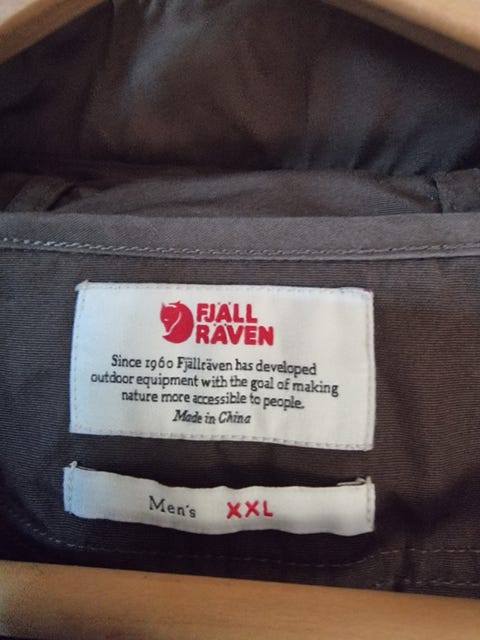 FJÄLL
RÄVEN
Since 1960 Fjällräven has developed
outdoor equipment with the goal of making
nature more accessible to people.
Made in China
Men's XXL